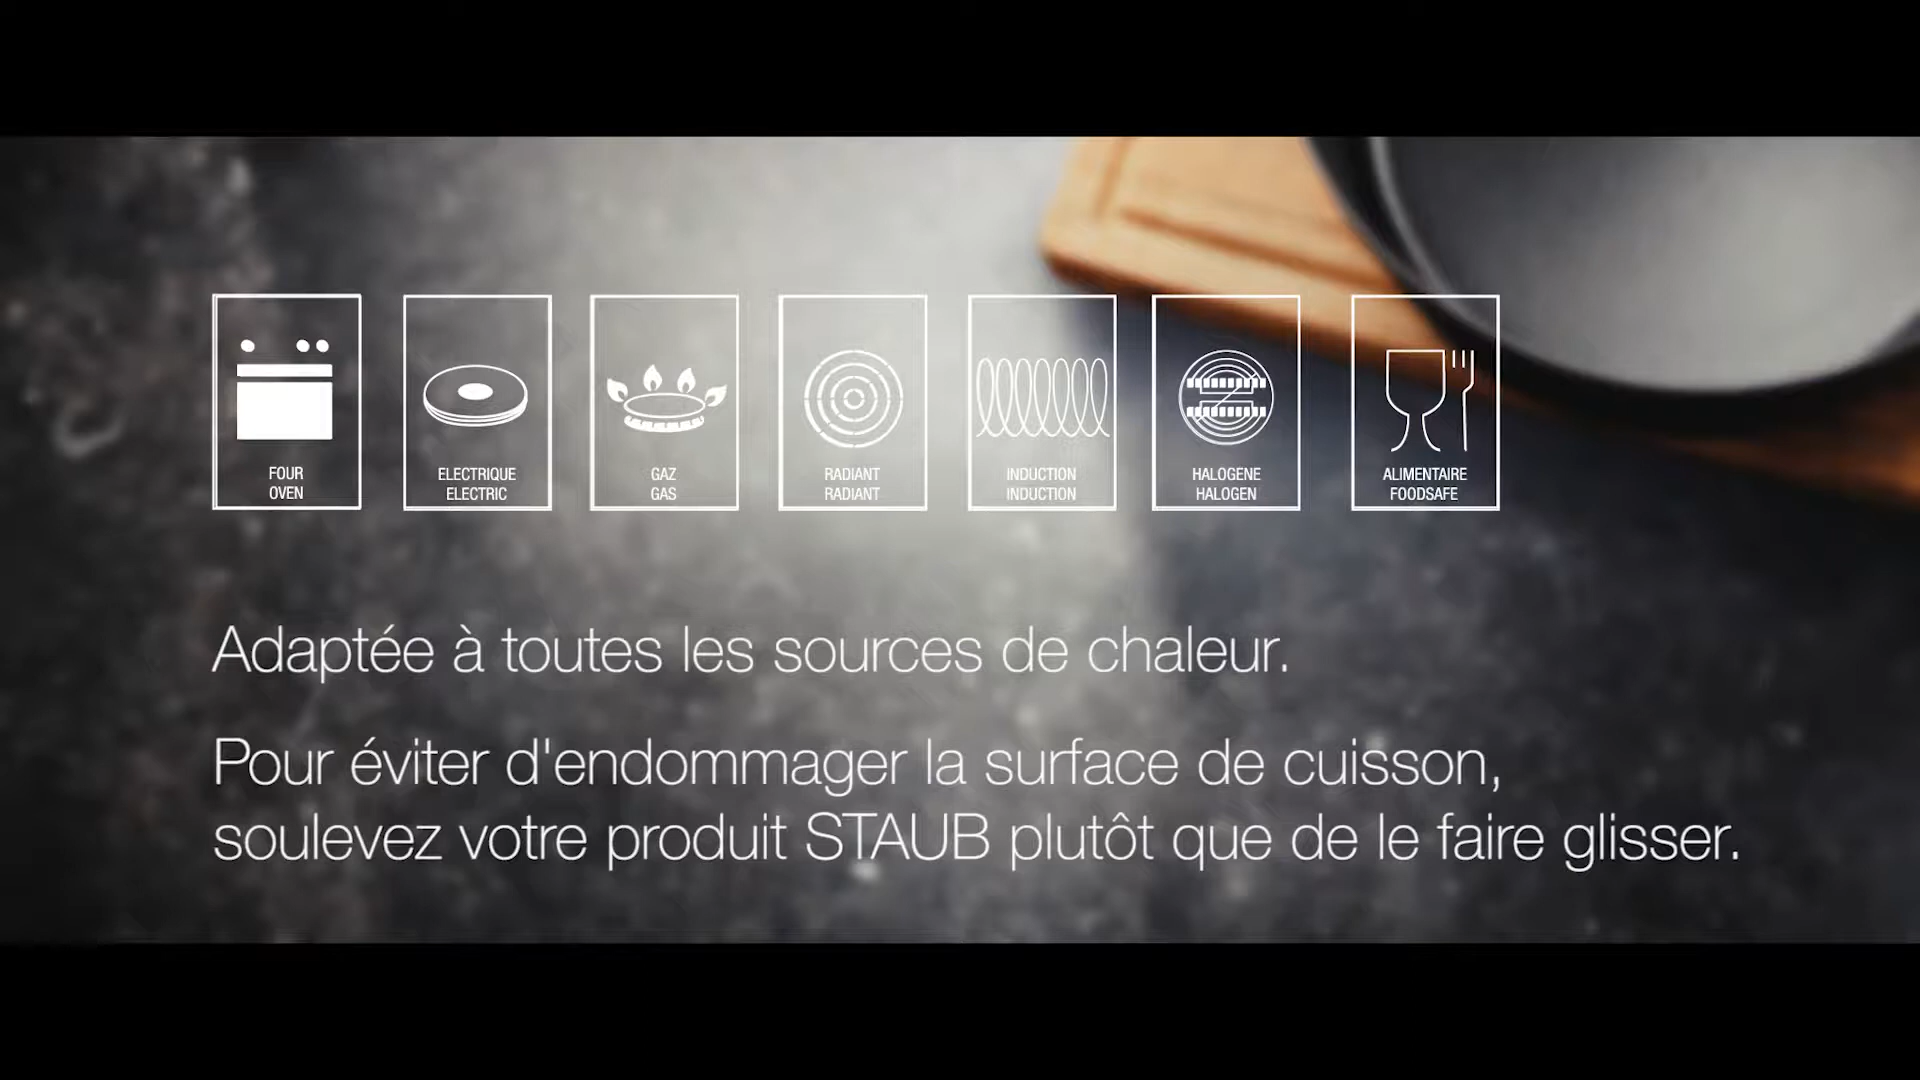 FOUR
OVEN
ELECTRIQUE
ELECTRIC
GAZ
GAS
RADIANT
RADIANT
INDUCTION
INDUCTION
HALOGENE
HALOGEN
ALIMENTAIRE
FOODSAFE
Adaptée à toutes les sources de chaleur.
Pour éviter d'endommager la surface de cuisson,
soulevez votre produit STAUB plutôt que de le faire glisser.